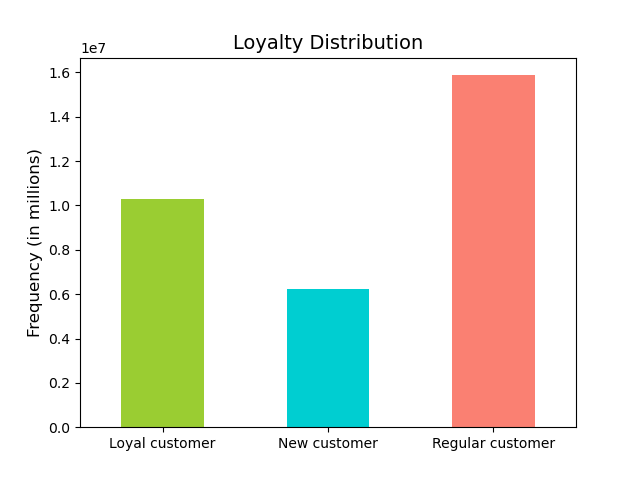 Loyalty Distribution
1e7
Frequency (in millions)
1.6
1.4
1.2
1.0
0.8
0.6
0.4
0.2
0.0
Loyal customer
New customer
Regular customer